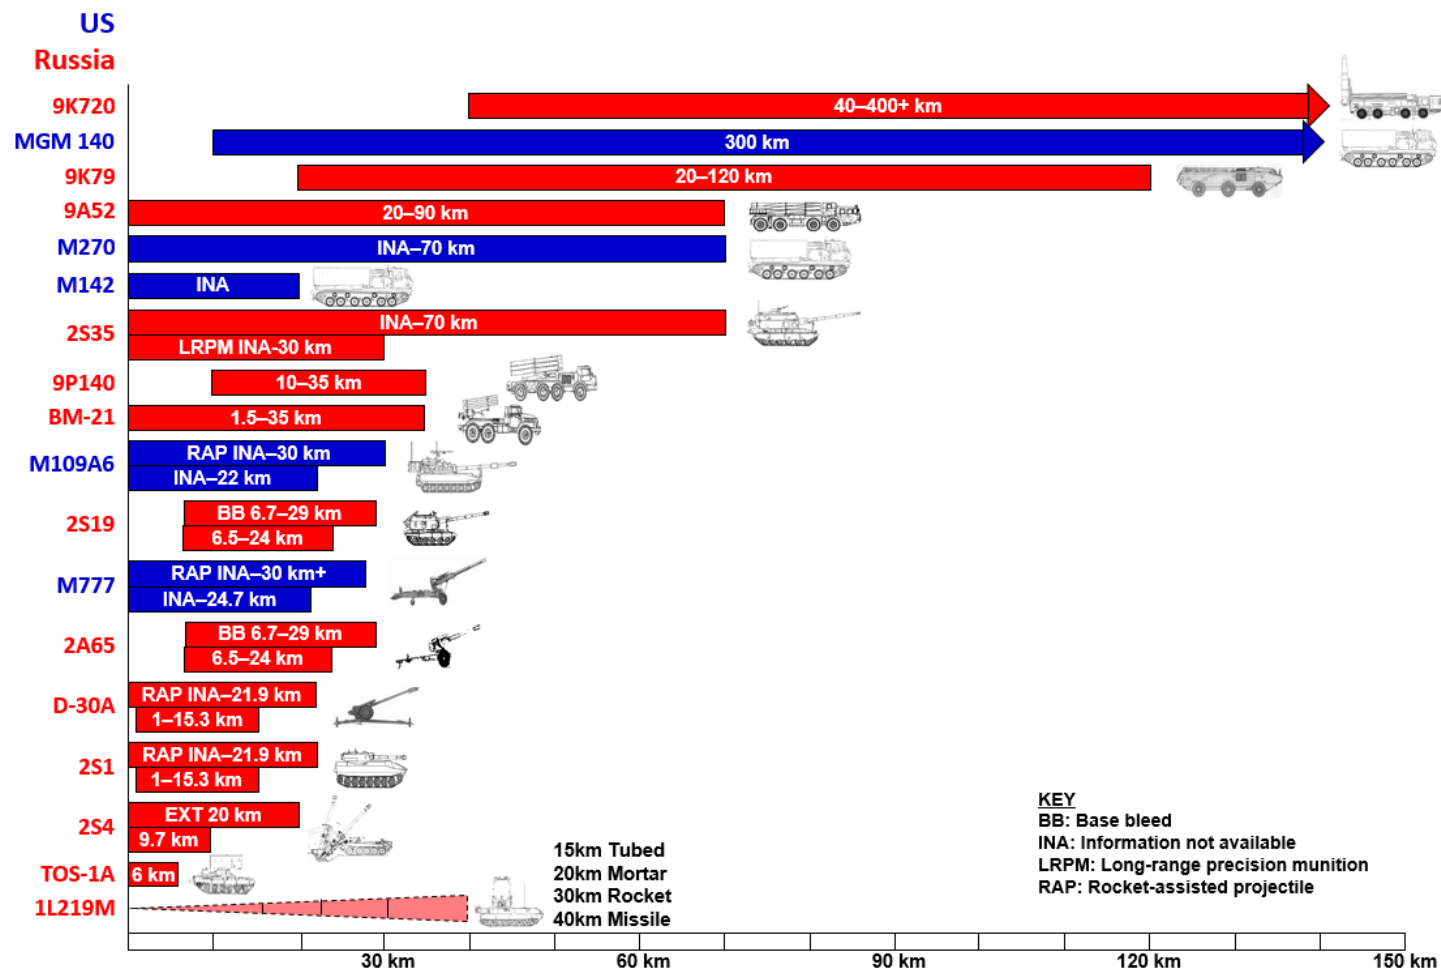 US
Russia
9K720
40–400+ km
MGM 140
300 km
9K79
20–120 km
9A52
20–90 km
M270
INA–70 km
M142
INA
2S35
INA–70 km
LRPM INA-30 km
9P140
10–35 km
BM-21
1.5–35 km
M109A6
RAP INA–30 km
INA–22 km
2S19
BB 6.7–29 km
6.5–24 km
M777
RAP INA–30 km+
INA–24.7 km
2A65
BB 6.7–29 km
6.5–24 km
D-30A
RAP INA–21.9 km
1–15.3 km
2S1
RAP INA–21.9 km
1–15.3 km
2S4
EXT 20 km
9.7 km
TOS-1A
6 km
1L219M
15km Tubed
20km Mortar
30km Rocket
40km Missile
KEY
BB: Base bleed
INA: Information not available
LRPM: Long-range precision munition
RAP: Rocket-assisted projectile
30 km
60 km
90 km
120 km
150 km